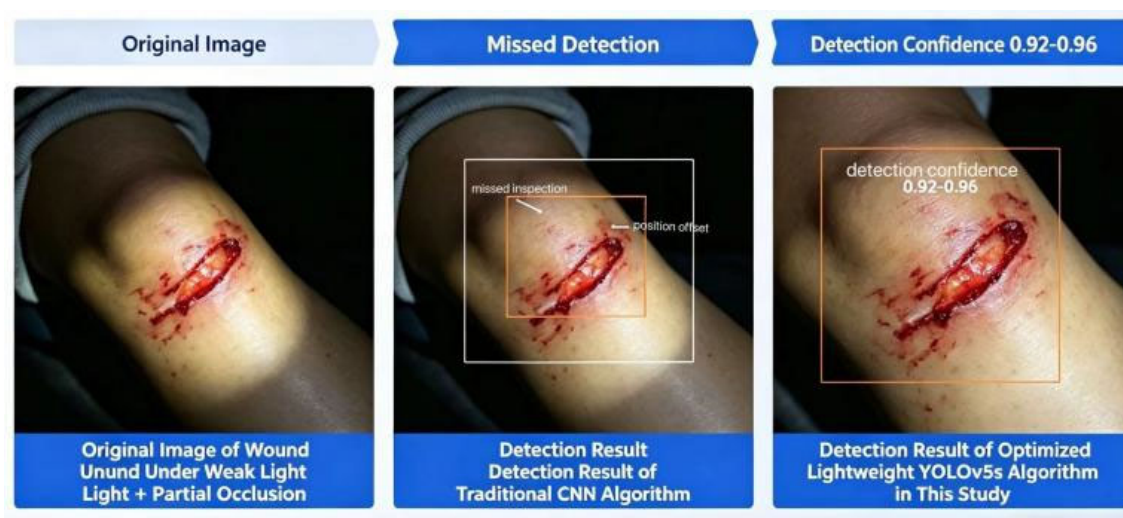 Original Image
Missed Detection
Detection Confidence 0.92-0.96
missed inspection
position offset
detection confidence
0.92-0.96
Original Image of Wound
Unund Under Weak Light
Light + Partial Occlusion
Detection Result
Detection Result of
Traditional CNN Algorithm
Detection Result of Optimized
Lightweight YOLOv5s Algorithm
in This Study